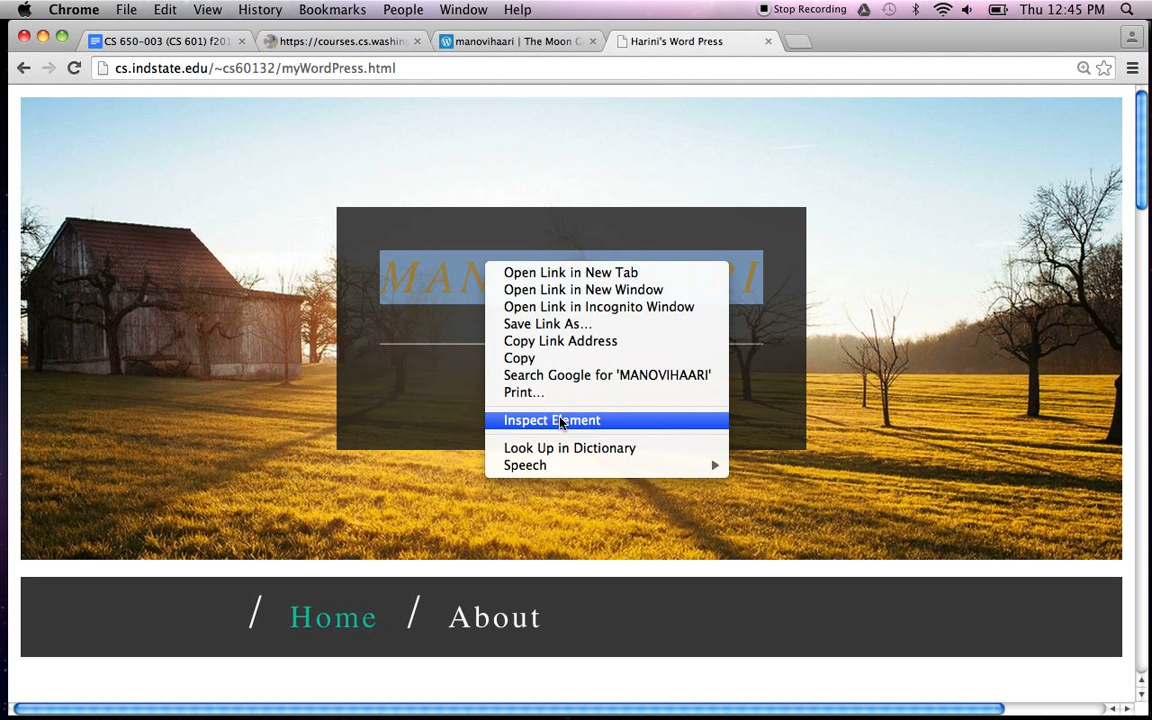 Chrome File Edit View History Bookmarks People Window Help Stop Recording Thu 12:45 PM
CS 650-003 (CS 601) f201 https://courses.cs.washing manovihaari | The Moon G Harini's Word Press
cs.indstate.edu/~cs60132/myWordPress.html
MAN RI
Open Link in New Tab
Open Link in New Window
Open Link in Incognito Window
Save Link As...
Copy Link Address
Copy
Search Google for 'MANOVIHAARI'
Print...
Inspect Element
Look Up in Dictionary
Speech
/ Home / About